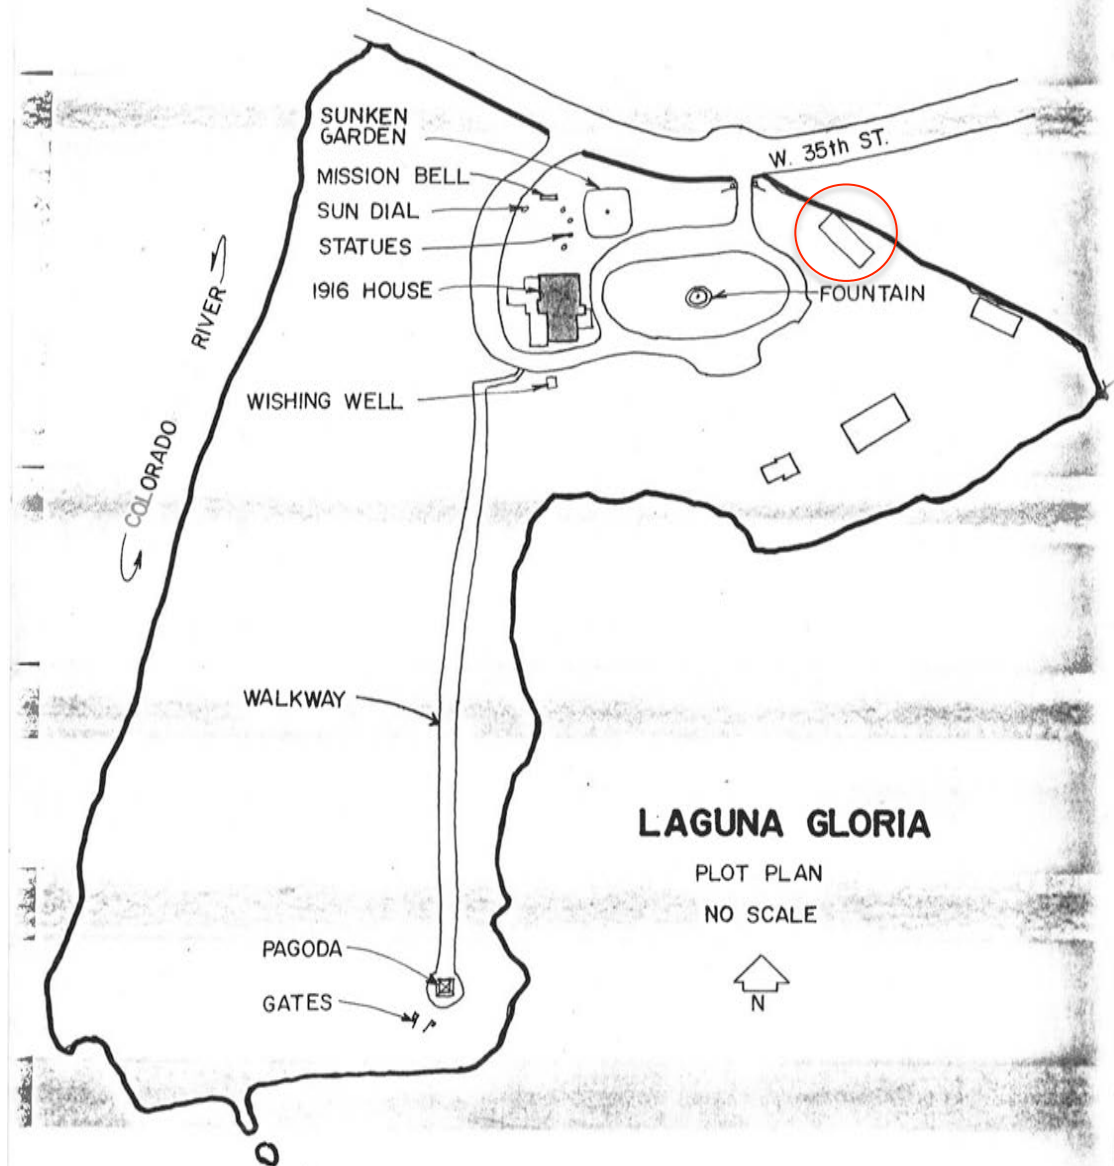 SUNKEN
GARDEN
W. 35th ST.
MISSION BELL
SUN DIAL
STATUES
1916 HOUSE
FOUNTAIN
COLORADO RIVER
WISHING WELL
WALKWAY
LAGUNA GLORIA
PLOT PLAN
NO SCALE
PAGODA
GATES
N